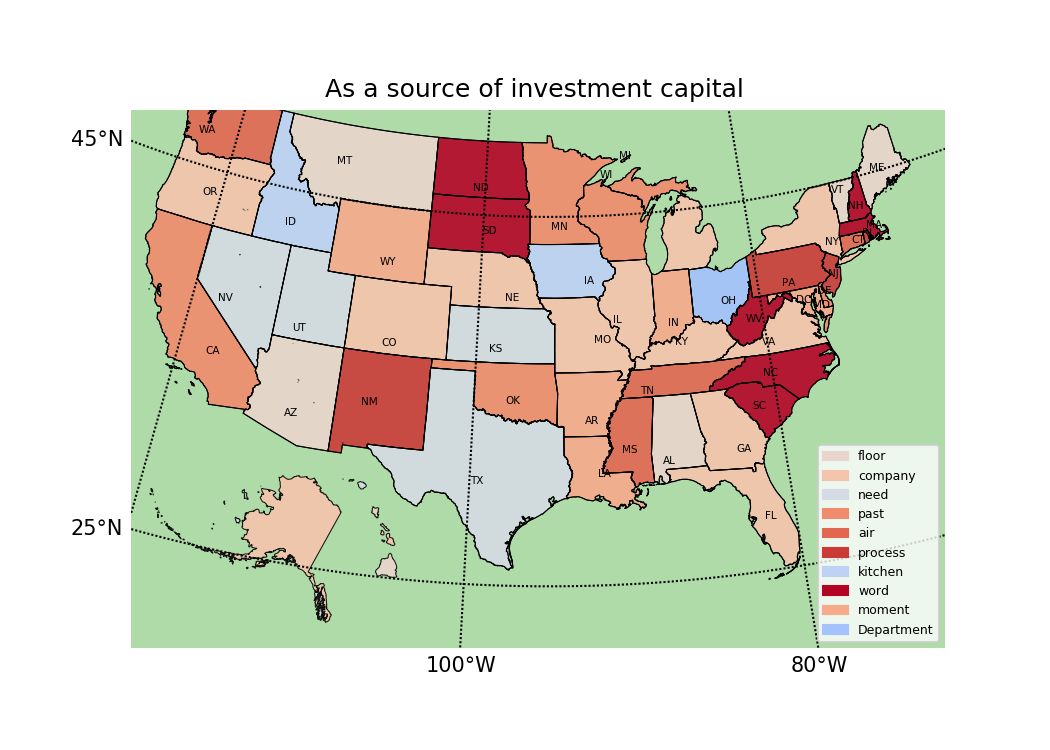 As a source of investment capital
45°N
25°N
100°W
80°W
WA
MT
ND
MI
WI
ME
VT
NH
OR
ID
SD
MN
MA
RI
CT
NY
WY
IA
NE
OH
PA
NJ
DE
DC
MD
NV
UT
CO
KS
MO
IL
IN
KY
WV
VA
CA
AZ
NM
OK
AR
TN
NC
SC
MS
AL
GA
LA
TX
FL
floor
company
need
past
air
process
kitchen
word
moment
Department